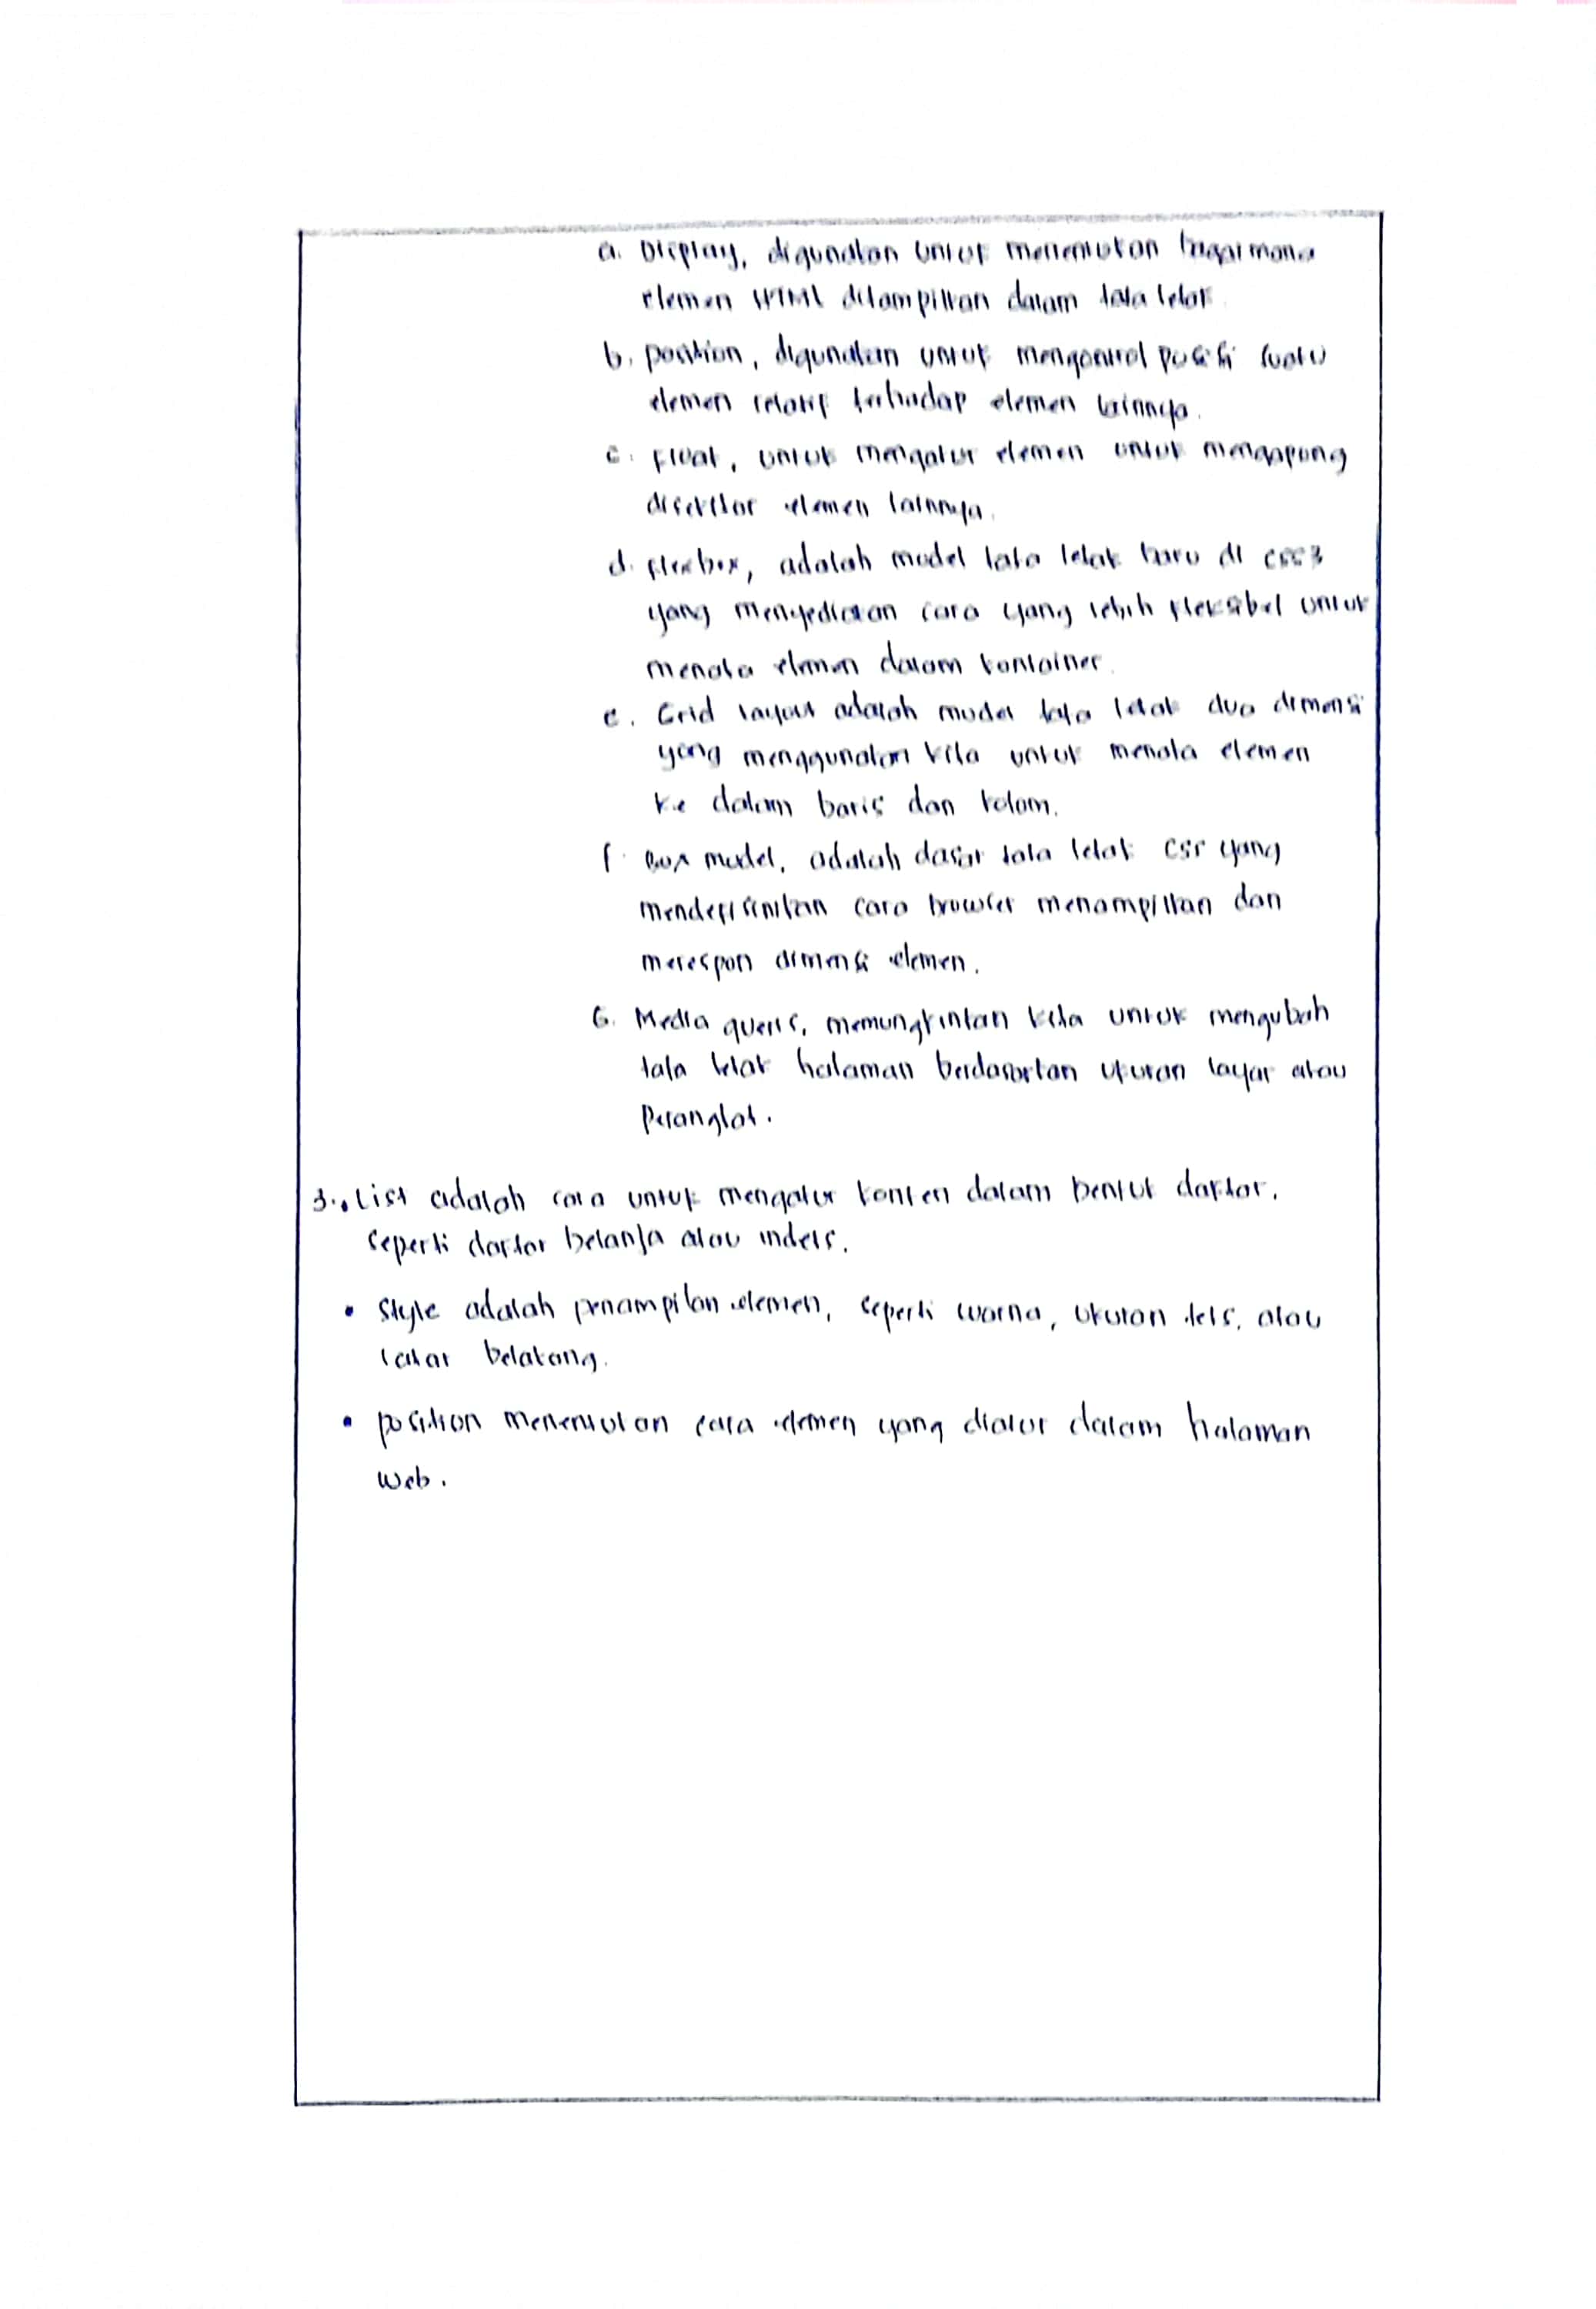 a. Display, digunakan untuk menentukan bagaimana
elemen HTML ditampilkan dalam tata letak.
b. position, digunakan untuk mengontrol posisi suatu
elemen relatif terhadap elemen lainnya.
c. float, untuk mengatur elemen untuk mengapung
disekitar elemen lainnya.
d. flexbox, adalah model tata letak baru di CSS3
yang menyediakan cara yang lebih fleksibel untuk
menata elemen dalam kontainer.
e. Grid layout adalah model tata letak dua dimensi
yang menggunakan kita untuk menata elemen
ke dalam baris dan kolom.
f. Box model, adalah dasar tata letak CSS yang
mendefisinikan cara browser menampilkan dan
merespon dimensi elemen.
G. Media queris, memungkinkan kita untuk mengubah
tata letak halaman berdasarkan ukuran layar atau
Perangkat.
3. • List adalah cara untuk mengatur konten dalam bentuk daftar,
seperti daftar belanja atau indeks.
• Style adalah penampilan elemen, seperti warna, ukuran teks, atau
latar belakang.
• position menentukan cara elemen yang diatur dalam halaman
web.